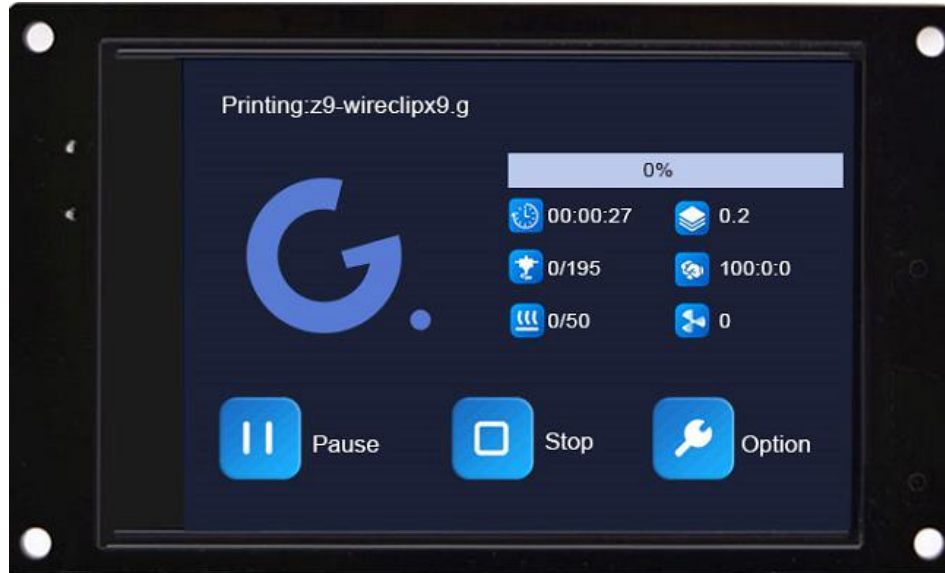 Printing:z9-wireclipx9.g
0%
00:00:27 0.2
0/195 100:0:0
0/50 0
G.
Pause Stop Option